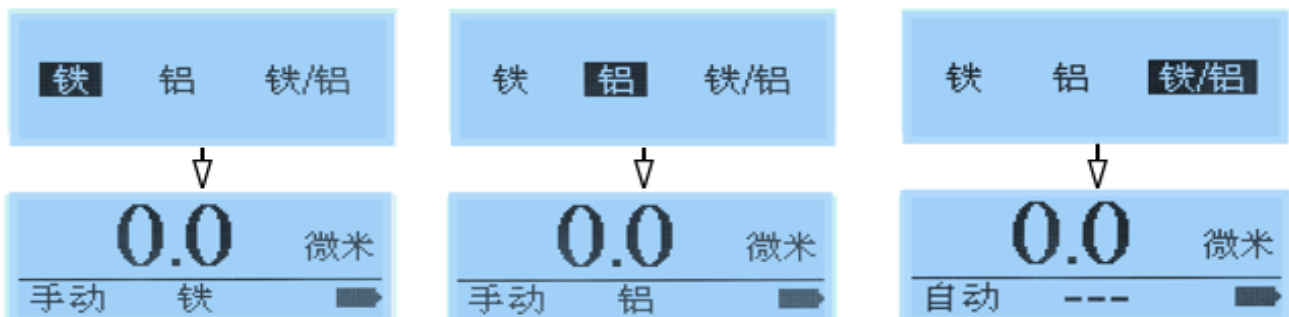 铁 铝 铁/铝
0.0 微米
手动 铁
铁 铝 铁/铝
0.0 微米
手动 铝
铁 铝 铁/铝
0.0 微米
自动 ---